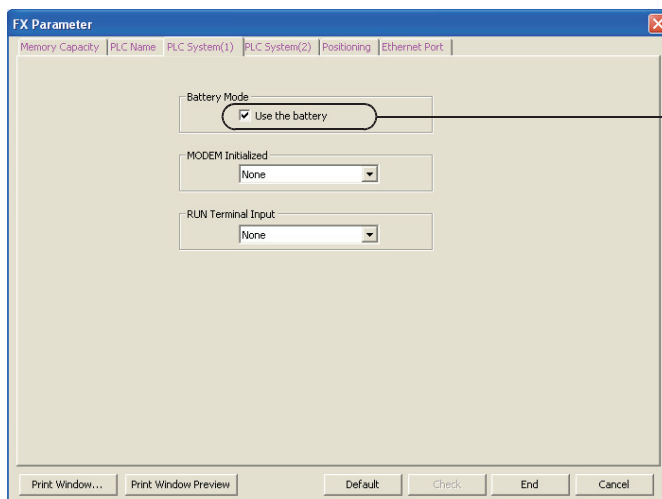 FX Parameter
Memory Capacity PLC Name PLC System(1) PLC System(2) Positioning Ethernet Port
Battery Mode
Use the battery
MODEM Initialized
None
RUN Terminal Input
None
Print Window... Print Window Preview Default Check End Cancel